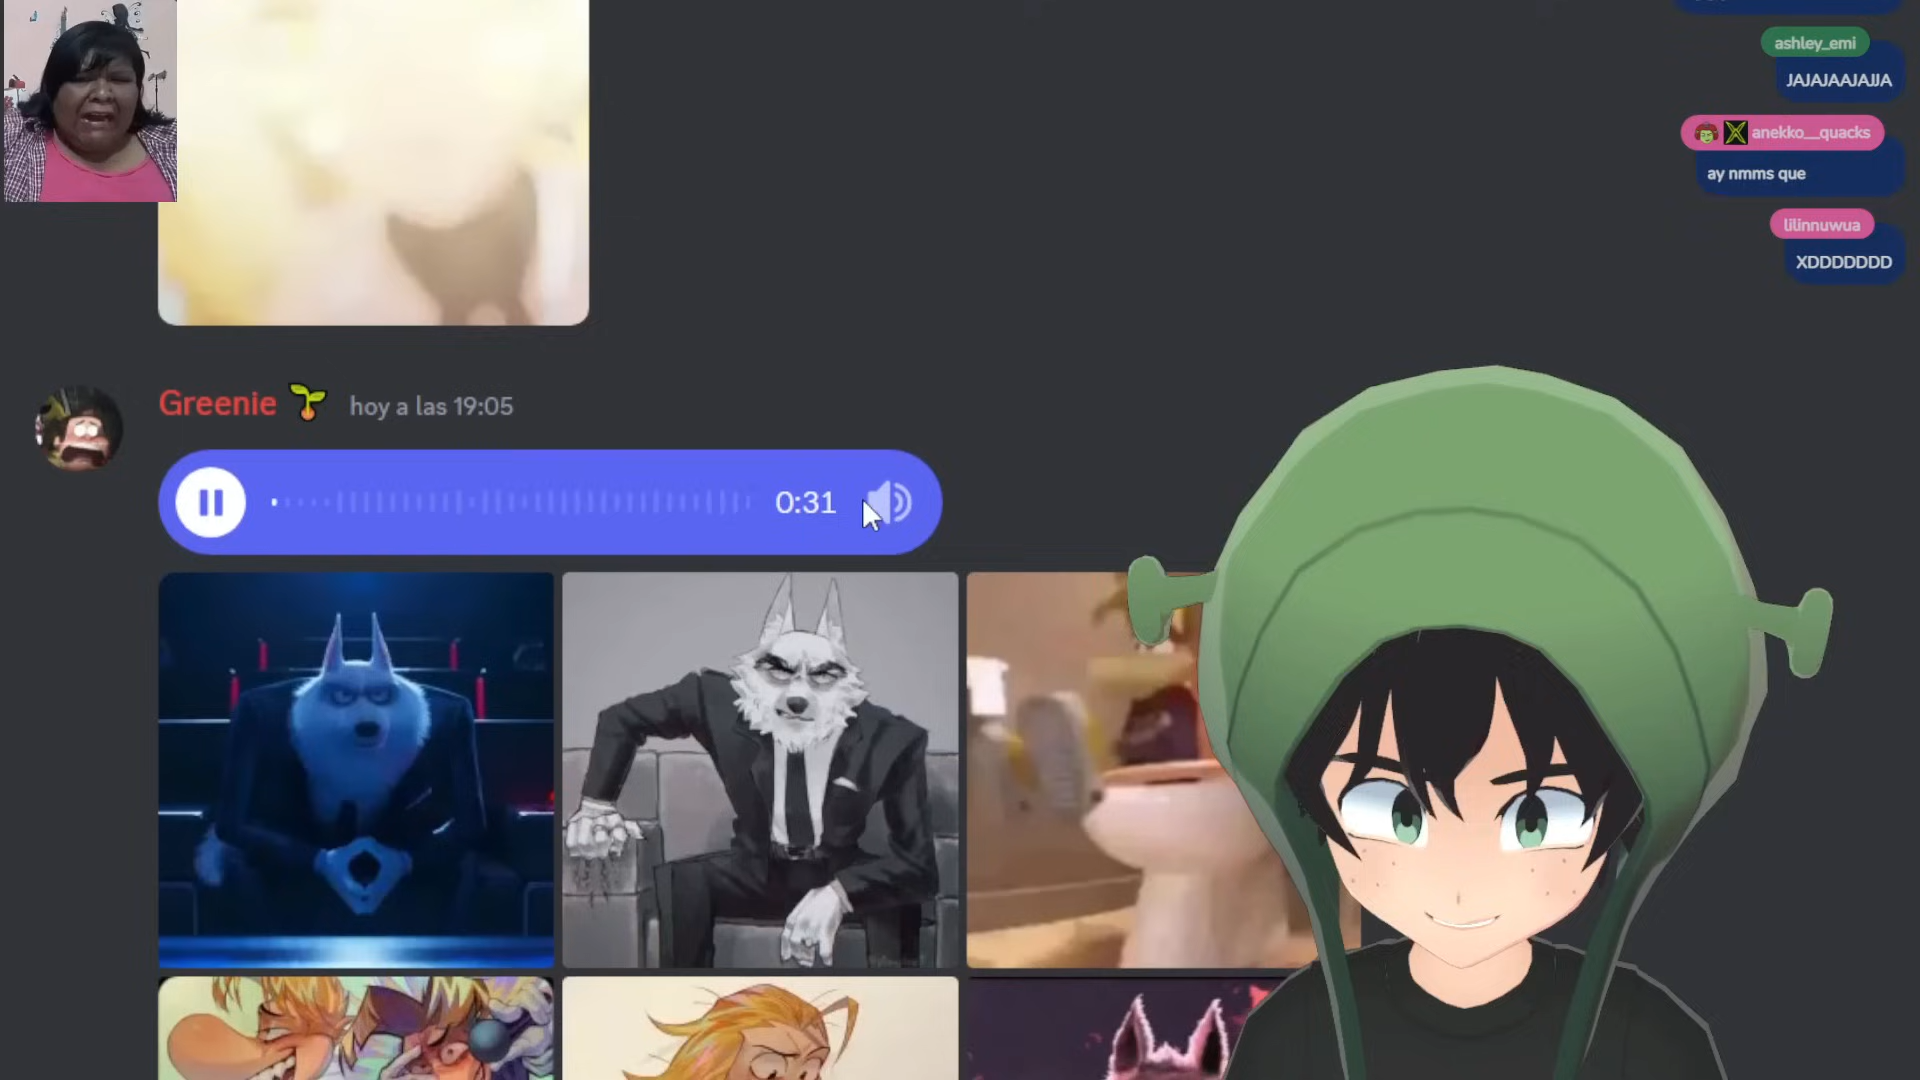 ashley_emi
JAJAJAAJAJJA
anekko__quacks
ay nmms que
lilinnuwua
XDDDDDDD
Greenie hoy a las 19:05
0:31